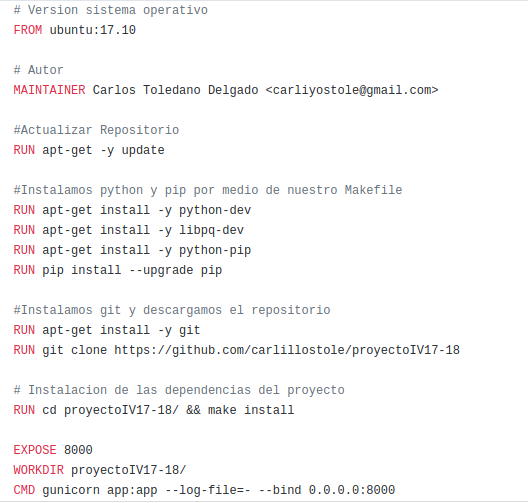 # Version sistema operativo
FROM ubuntu:17.10
# Autor
MAINTAINER Carlos Toledano Delgado <carliyostole@gmail.com>
#Actualizar Repositorio
RUN apt-get -y update
#Instalamos python y pip por medio de nuestro Makefile
RUN apt-get install -y python-dev
RUN apt-get install -y libpq-dev
RUN apt-get install -y python-pip
RUN pip install --upgrade pip
#Instalamos git y descargamos el repositorio
RUN apt-get install -y git
RUN git clone https://github.com/carlillostole/proyectoIV17-18
# Instalacion de las dependencias del proyecto
RUN cd proyectoIV17-18/ && make install
EXPOSE 8000
WORKDIR proyectoIV17-18/
CMD gunicorn app:app --log-file=- --bind 0.0.0.0:8000